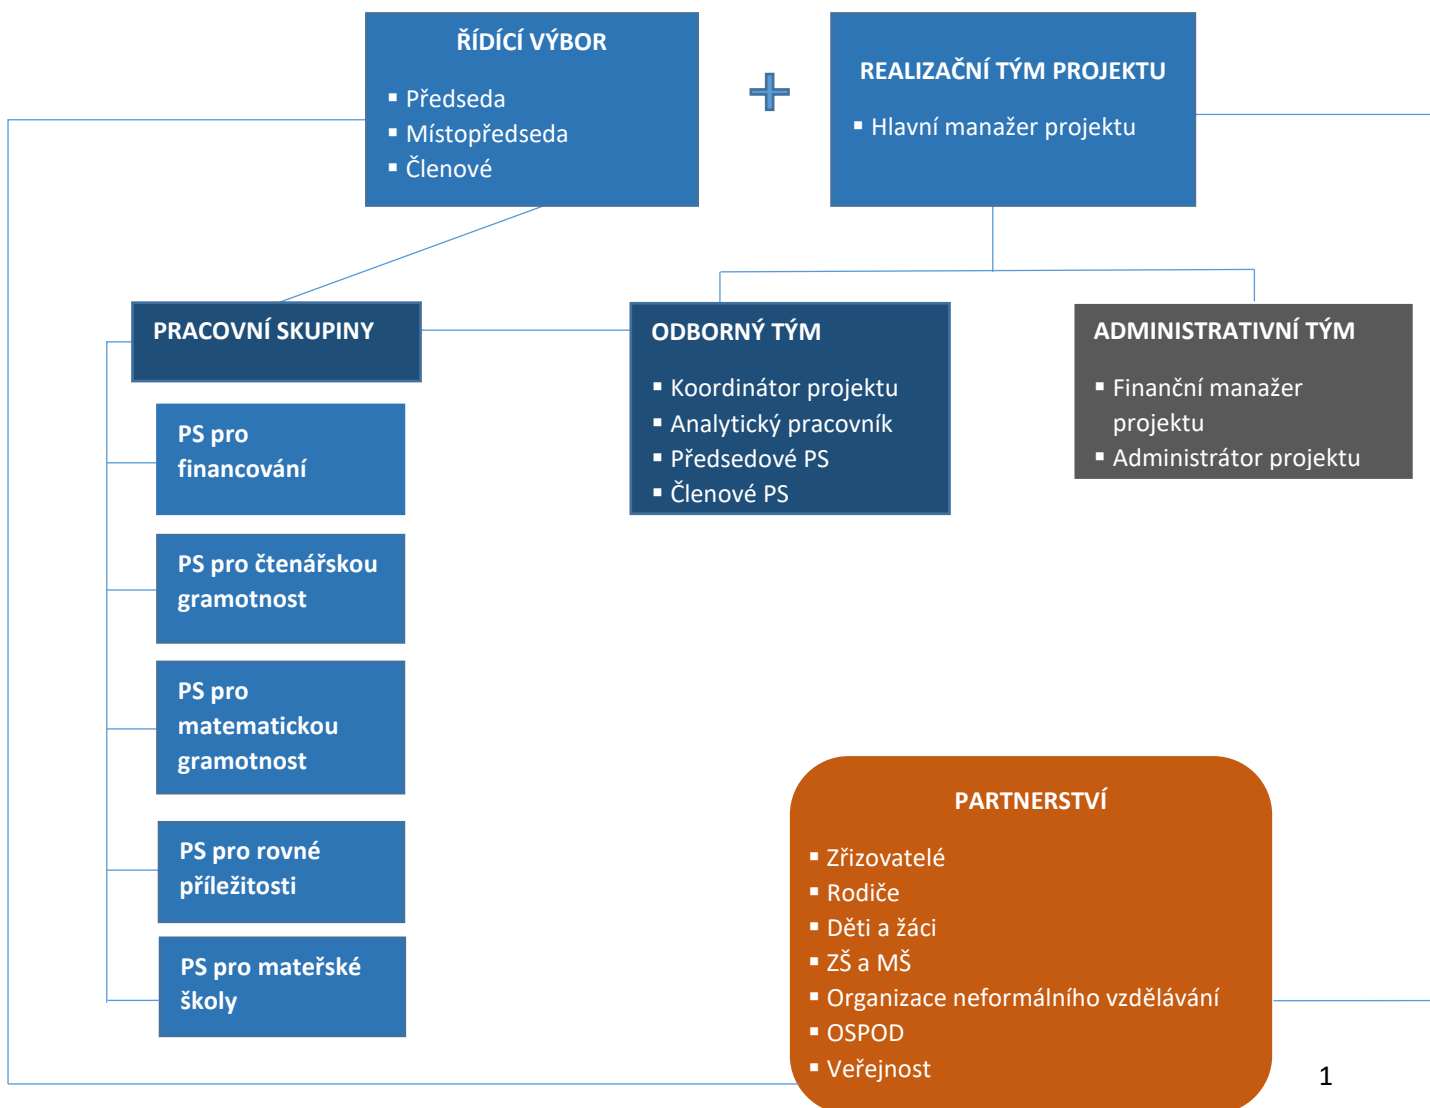 ŘÍDÍCÍ VÝBOR
▪ Předseda
▪ Místopředseda
▪ Členové
REALIZAČNÍ TÝM PROJEKTU
▪ Hlavní manažer projektu
PRACOVNÍ SKUPINY
PS pro
financování
PS pro čtenářskou
gramotnost
PS pro
matematickou
gramotnost
PS pro rovné
příležitosti
PS pro mateřské
školy
ODBORNÝ TÝM
▪ Koordinátor projektu
▪ Analytický pracovník
▪ Předsedové PS
▪ Členové PS
ADMINISTRATIVNÍ TÝM
▪ Finanční manažer
projektu
▪ Administrátor projektu
PARTNERSTVÍ
▪ Zřizovatelé
▪ Rodiče
▪ Děti a žáci
▪ ZŠ a MŠ
▪ Organizace neformálního vzdělávání
▪ OSPOD
▪ Veřejnost
1